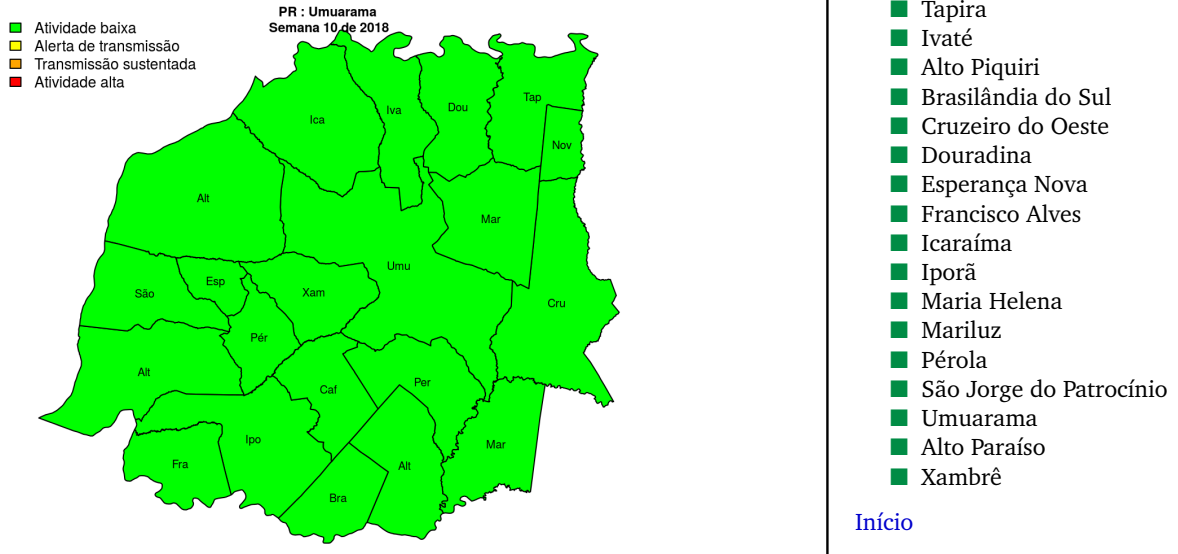 PR : Umuarama
Semana 10 de 2018
Atividade baixa
Alerta de transmissão
Transmissão sustentada
Atividade alta
Ica
Iva
Dou
Tap
Nov
Alt
Mar
Umu
Esp
São
Xam
Cru
Pér
Alt
Caf
Per
Ipo
Mar
Fra
Alt
Bra
Tapira
Ivaté
Alto Piquiri
Brasilândia do Sul
Cruzeiro do Oeste
Douradina
Esperança Nova
Francisco Alves
Icaraíma
Iporã
Maria Helena
Mariluz
Pérola
São Jorge do Patrocínio
Umuarama
Alto Paraíso
Xambrê
Início